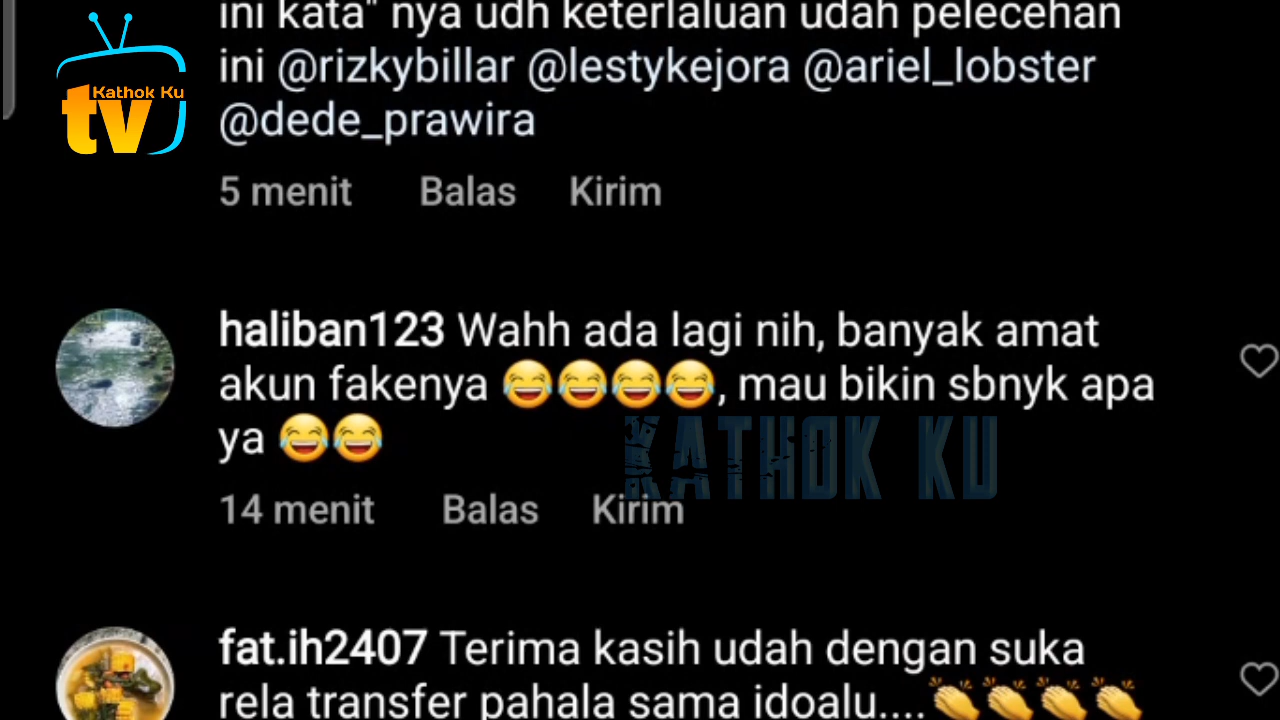 ini kata" nya udh keterlaluan udah pelecehan
ini @rizkybillar @lestykejora @ariel_lobster
@dede_prawira
5 menit Balas Kirim
haliban123 Wahh ada lagi nih, banyak amat
akun fakenya 😂😂😂😂, mau bikin sbnyk apa
ya 😂😂
14 menit Balas Kirim
fat.ih2407 Terima kasih udah dengan suka
rela transfer pahala sama idoalu....👏👏👏👏
Kathok Ku
tv
KATHOK KU